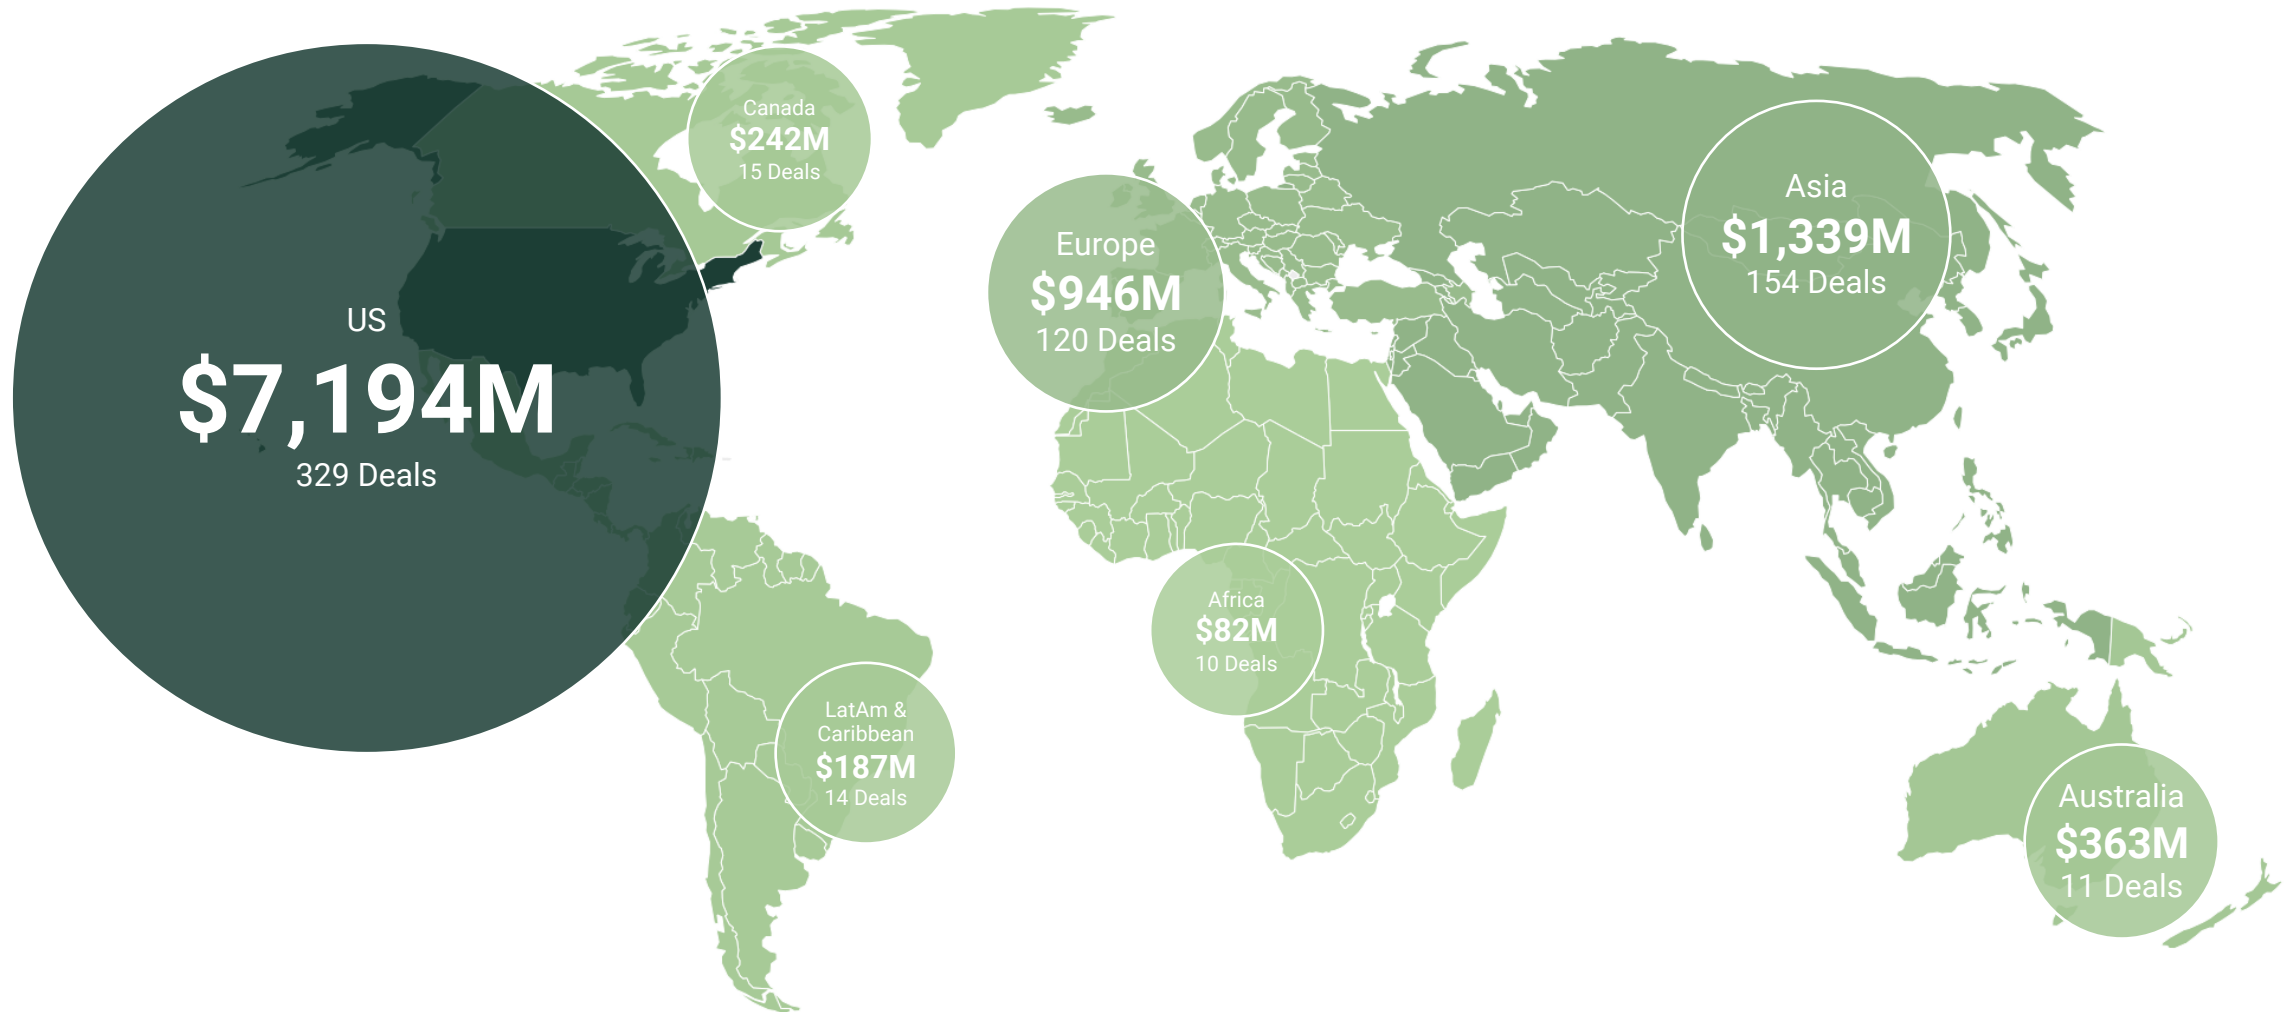 Canada
$242M
15 Deals
US
$7,194M
329 Deals
Europe
$946M
120 Deals
Asia
$1,339M
154 Deals
Africa
$82M
10 Deals
LatAm &
Caribbean
$187M
14 Deals
Australia
$363M
11 Deals